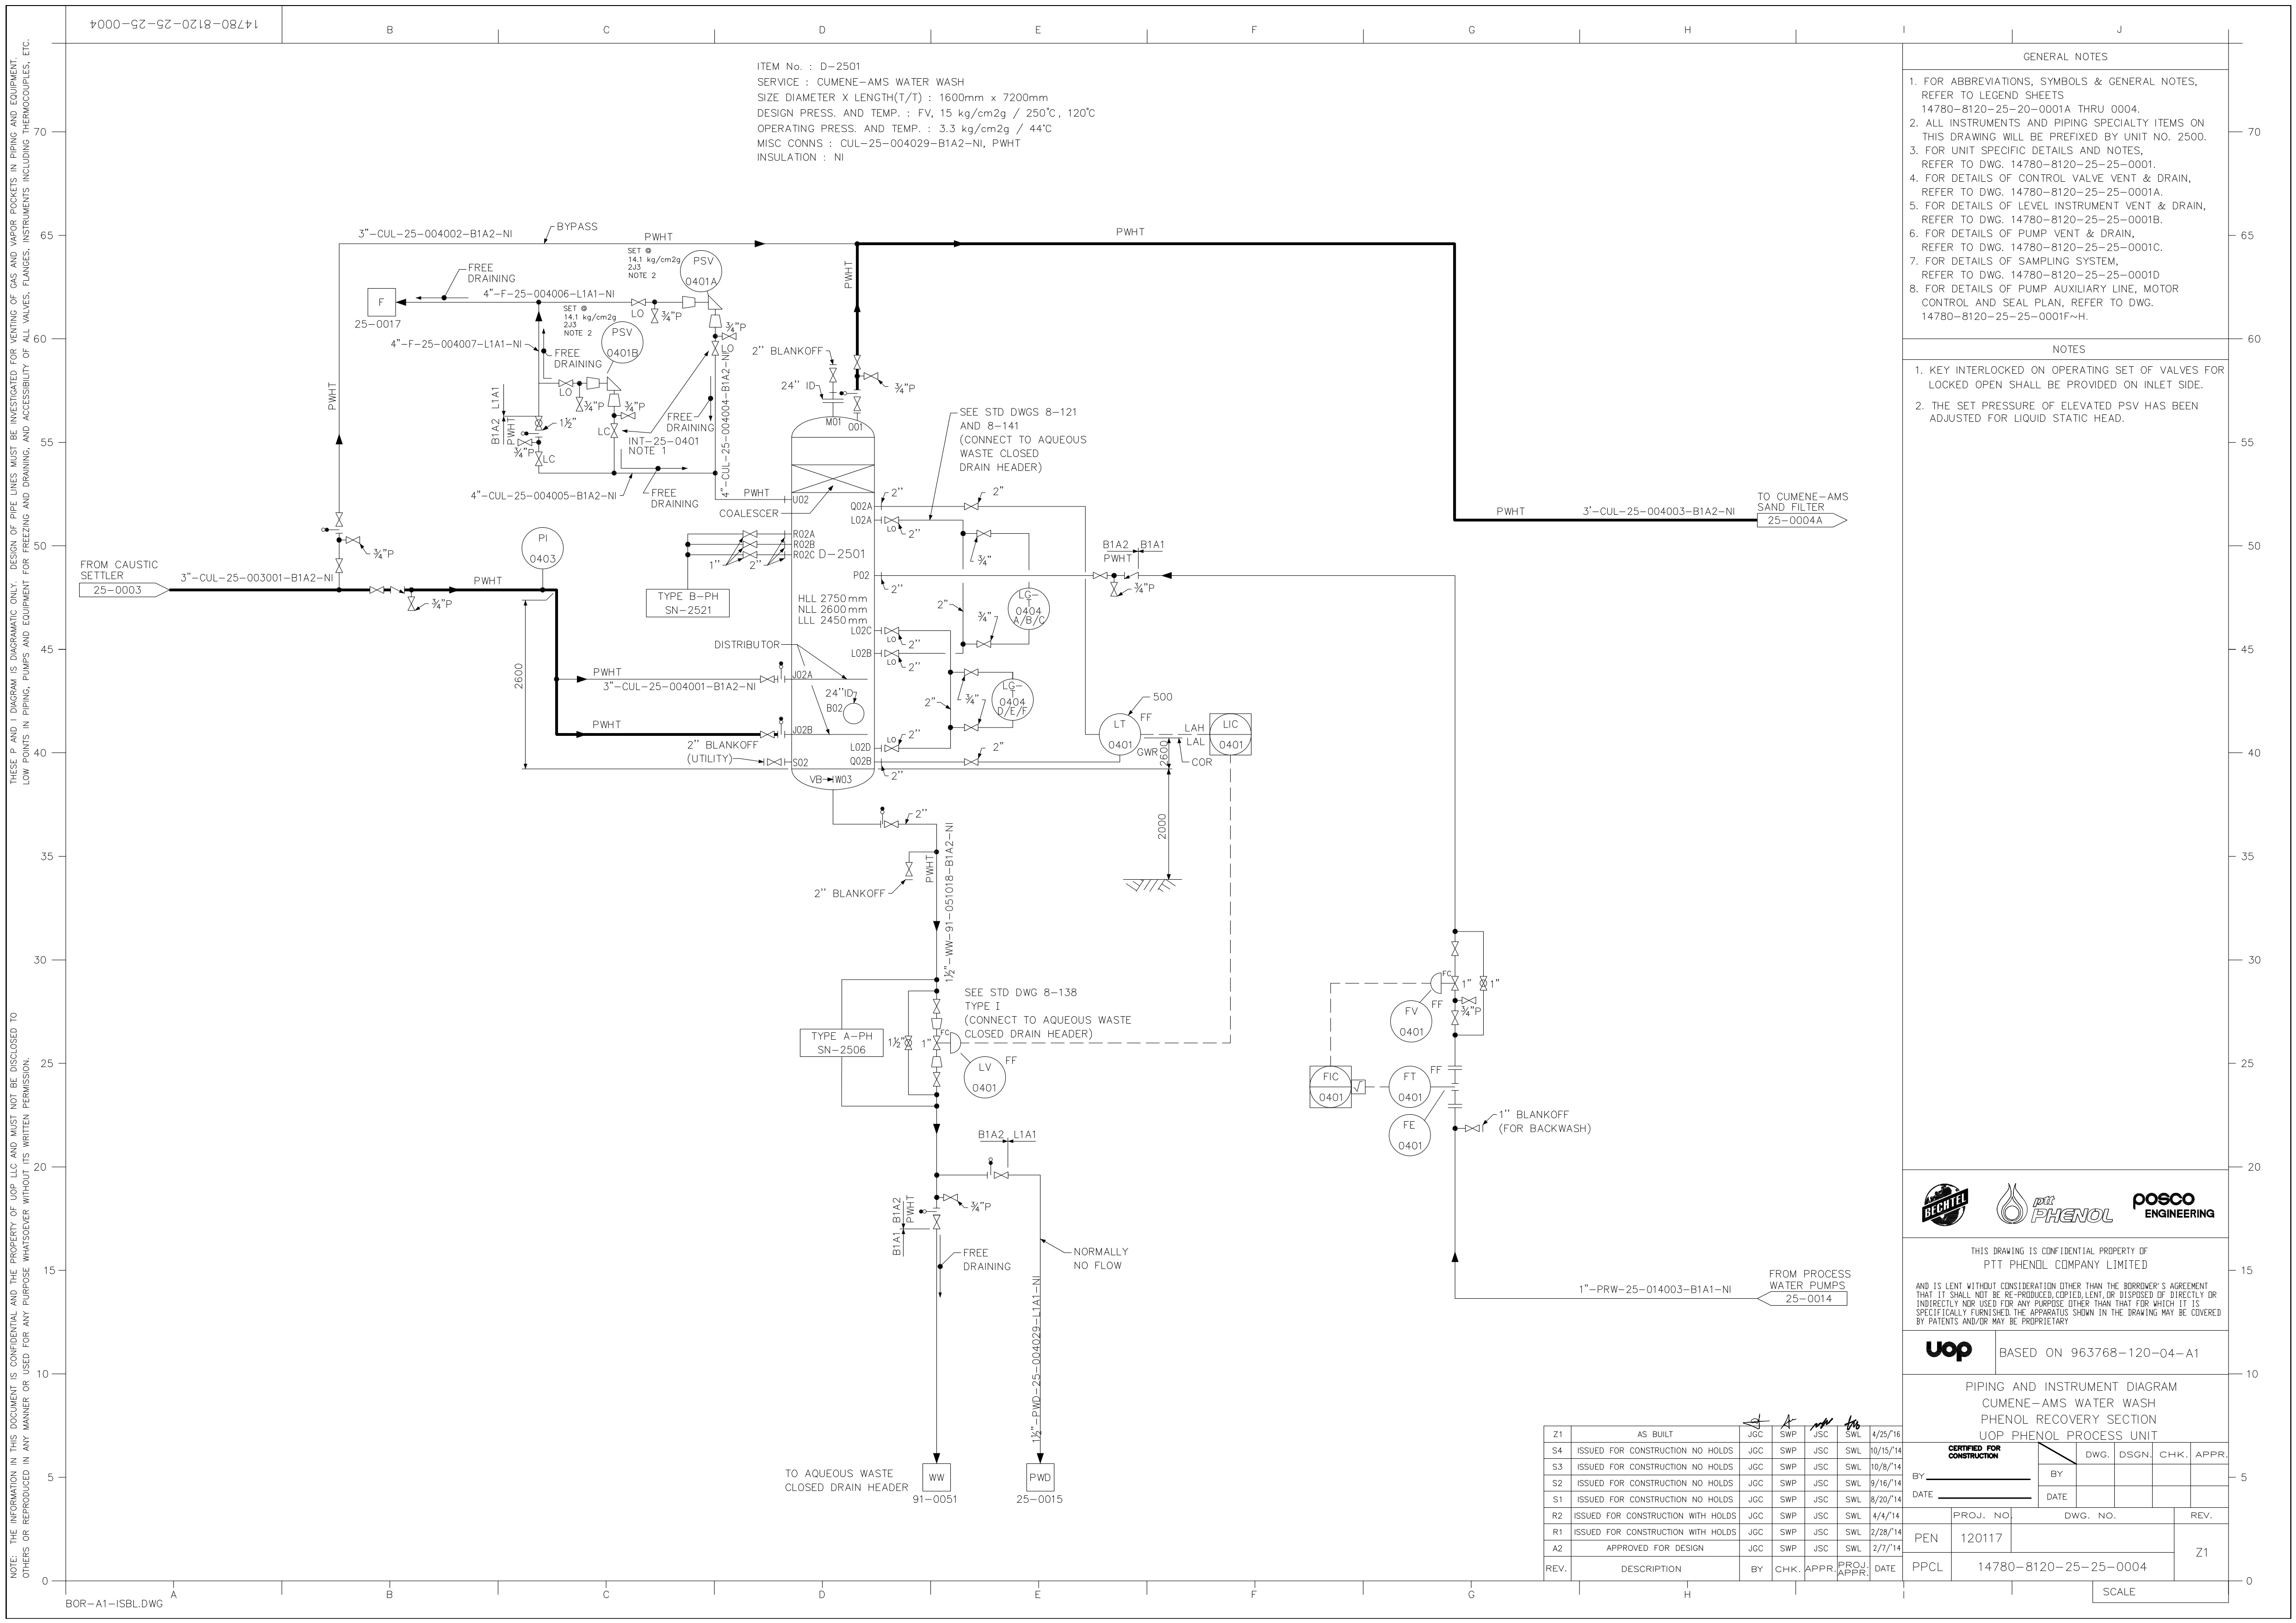 14780-8120-25-25-0004
A B C D E F G H I J
ITEM No. : D-2501
SERVICE : CUMENE-AMS WATER WASH
SIZE DIAMETER X LENGTH(T/T) : 1600mm x 7200mm
DESIGN PRESS. AND TEMP. : FV, 15 kg/cm2g / 250°C, 120°C
OPERATING PRESS. AND TEMP. : 3.3 kg/cm2g / 44°C
MISC CONNS : CUL-25-004029-B1A2-NI, PWHT
INSULATION : NI
3"-CUL-25-004002-B1A2-NI
BYPASS
PWHT
PWHT
PWHT
PWHT
SET @
14.1 kg/cm2g
2J3
NOTE 2
PSV
0401A
FREE
DRAINING
F
25-0017
4"-F-25-004006-L1A1-NI
LO
¾"P
¾"P
LO
SET @
14.1 kg/cm2g
2J3
NOTE 2
PSV
0401B
4"-F-25-004007-L1A1-NI
FREE
DRAINING
LO
¾"P
¾"P
LC
B1A2 L1A1
PWHT
1½"
¾"P
LC
INT-25-0401
NOTE 1
FREE
DRAINING
4"-CUL-25-004004-B1A2-NI
4"-CUL-25-004005-B1A2-NI
FREE
DRAINING
PWHT
2'' BLANKOFF
24'' ID
M01
001
¾"P
U02
COALESCER
SEE STD DWGS 8-121
AND 8-141
(CONNECT TO AQUEOUS
WASTE CLOSED
DRAIN HEADER)
Q02A
2''
2"
L02A
LO
2''
R02A
R02B
R02C
D-2501
1''
2''
TYPE B-PH
SN-2521
P02
2''
¾"
B1A2 B1A1
PWHT
¾"P
HLL 2750mm
NLL 2600mm
LLL 2450mm
L02C
LO
2''
L02B
LO
2''
2"
¾"
LG-
T
0404
A/B/C
DISTRIBUTOR
J02A
24''ID
B02
J02B
¾"
2"
LG-
T
0404
D/E/F
L02D
LO
2''
Q02B
2''
2"
2'' BLANKOFF
(UTILITY)
S02
VB
W03
500
LT
0401
FF
LAH
LAL
GWR
COR
2600
2000
LIC
0401
FROM CAUSTIC
SETTLER
25-0003
3"-CUL-25-003001-B1A2-NI
¾"P
¾"P
PWHT
PI
0403
2600
PWHT
3"-CUL-25-004001-B1A2-NI
PWHT
PWHT
3'-CUL-25-004003-B1A2-NI
TO CUMENE-AMS
SAND FILTER
25-0004A
2''
PWHT
2'' BLANKOFF
1½"-WW-91-051018-B1A2-NI
SEE STD DWG 8-138
TYPE I
(CONNECT TO AQUEOUS WASTE
CLOSED DRAIN HEADER)
TYPE A-PH
SN-2506
1½"
1"
FC
LV
0401
FF
B1A2 L1A1
¾"P
B1A1 B1A2
PWHT
FREE
DRAINING
NORMALLY
NO FLOW
1½"-PWD-25-004029-L1A1-NI
TO AQUEOUS WASTE
CLOSED DRAIN HEADER
WW
91-0051
PWD
25-0015
FC
1"
1"
FF
¾"P
FV
0401
FIC
0401
√
FT
0401
FF
FE
0401
1'' BLANKOFF
(FOR BACKWASH)
1"-PRW-25-014003-B1A1-NI
FROM PROCESS
WATER PUMPS
25-0014
70
65
60
55
50
45
40
35
30
25
20
15
10
5
0
70
65
60
55
50
45
40
35
30
25
20
15
10
5
0
THESE P AND I DIAGRAM IS DIAGRAMATIC ONLY. DESIGN OF PIPE LINES MUST BE INVESTIGATED FOR VENTING OF GAS AND VAPOR POCKETS IN PIPING AND EQUIPMENT.
LOW POINTS IN PIPING, PUMPS AND EQUIPMENT FOR FREEZING AND DRAINING, AND ACCESSIBILITY OF ALL VALVES, FLANGES, INSTRUMENTS INCLUDING THERMOCOUPLES, ETC.
NOTE: THE INFORMATION IN THIS DOCUMENT IS CONFIDENTIAL AND THE PROPERTY OF UOP LLC AND MUST NOT BE DISCLOSED TO
OTHERS OR REPRODUCED IN ANY MANNER OR USED FOR ANY PURPOSE WHATSOEVER WITHOUT ITS WRITTEN PERMISSION.
GENERAL NOTES
1. FOR ABBREVIATIONS, SYMBOLS & GENERAL NOTES,
REFER TO LEGEND SHEETS
14780-8120-25-20-0001A THRU 0004.
2. ALL INSTRUMENTS AND PIPING SPECIALTY ITEMS ON
THIS DRAWING WILL BE PREFIXED BY UNIT NO. 2500.
3. FOR UNIT SPECIFIC DETAILS AND NOTES,
REFER TO DWG. 14780-8120-25-25-0001.
4. FOR DETAILS OF CONTROL VALVE VENT & DRAIN,
REFER TO DWG. 14780-8120-25-25-0001A.
5. FOR DETAILS OF LEVEL INSTRUMENT VENT & DRAIN,
REFER TO DWG. 14780-8120-25-25-0001B.
6. FOR DETAILS OF PUMP VENT & DRAIN,
REFER TO DWG. 14780-8120-25-25-0001C.
7. FOR DETAILS OF SAMPLING SYSTEM,
REFER TO DWG. 14780-8120-25-25-0001D
8. FOR DETAILS OF PUMP AUXILIARY LINE, MOTOR
CONTROL AND SEAL PLAN, REFER TO DWG.
14780-8120-25-25-0001F~H.
NOTES
1. KEY INTERLOCKED ON OPERATING SET OF VALVES FOR
LOCKED OPEN SHALL BE PROVIDED ON INLET SIDE.
2. THE SET PRESSURE OF ELEVATED PSV HAS BEEN
ADJUSTED FOR LIQUID STATIC HEAD.
BECHTEL
ptt
PHENOL
posco
ENGINEERING
THIS DRAWING IS CONFIDENTIAL PROPERTY OF
PTT PHENOL COMPANY LIMITED
AND IS LENT WITHOUT CONSIDERATION OTHER THAN THE BORROWER'S AGREEMENT
THAT IT SHALL NOT BE RE-PRODUCED, COPIED, LENT, OR DISPOSED OF DIRECTLY OR
INDIRECTLY NOR USED FOR ANY PURPOSE OTHER THAN THAT FOR WHICH IT IS
SPECIFICALLY FURNISHED. THE APPARATUS SHOWN IN THE DRAWING MAY BE COVERED
BY PATENTS AND/OR MAY BE PROPRIETARY
uop
BASED ON 963768-120-04-A1
PIPING AND INSTRUMENT DIAGRAM
CUMENE-AMS WATER WASH
PHENOL RECOVERY SECTION
UOP PHENOL PROCESS UNIT
CERTIFIED FOR
CONSTRUCTION
BY
DATE
DWG. DSGN. CHK. APPR.
BY
DATE
PROJ. NO. DWG. NO. REV.
PEN 120117
PPCL 14780-8120-25-25-0004 Z1
SCALE
Z1 AS BUILT JGC SWP JSC SWL 4/25/'16
S4 ISSUED FOR CONSTRUCTION NO HOLDS JGC SWP JSC SWL 10/15/'14
S3 ISSUED FOR CONSTRUCTION NO HOLDS JGC SWP JSC SWL 10/8/'14
S2 ISSUED FOR CONSTRUCTION NO HOLDS JGC SWP JSC SWL 9/16/'14
S1 ISSUED FOR CONSTRUCTION NO HOLDS JGC SWP JSC SWL 8/20/'14
R2 ISSUED FOR CONSTRUCTION WITH HOLDS JGC SWP JSC SWL 4/4/'14
R1 ISSUED FOR CONSTRUCTION WITH HOLDS JGC SWP JSC SWL 2/28/'14
A2 APPROVED FOR DESIGN JGC SWP JSC SWL 2/7/'14
REV. DESCRIPTION BY CHK. APPR. PROJ. APPR. DATE
A B C D E F G H I
BOR-A1-ISBL.DWG